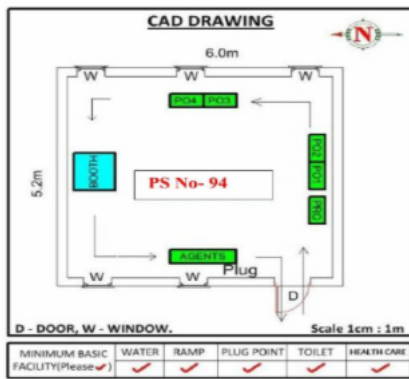 CAD DRAWING
N
6.0m
W W W
PO4 PO3
5.2m
BOOTH
PO2 PO1
PS No- 94
PRO
AGENTS
Plug
W W
D
D - DOOR, W - WINDOW.
Scale 1cm : 1m
MINIMUM BASIC FACILITY(Please✓) WATER RAMP PLUG POINT TOILET HEALTH CARE
✓ ✓ ✓ ✓ ✓